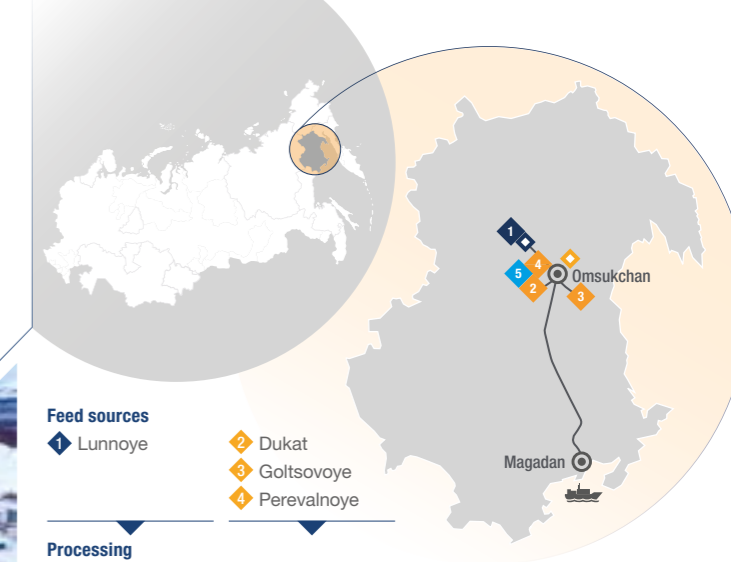 1
4
5
2
3
Omsukchan
Magadan
Feed sources
1 Lunnoye
2 Dukat
3 Goltsovoye
4 Perevalnoye
Processing